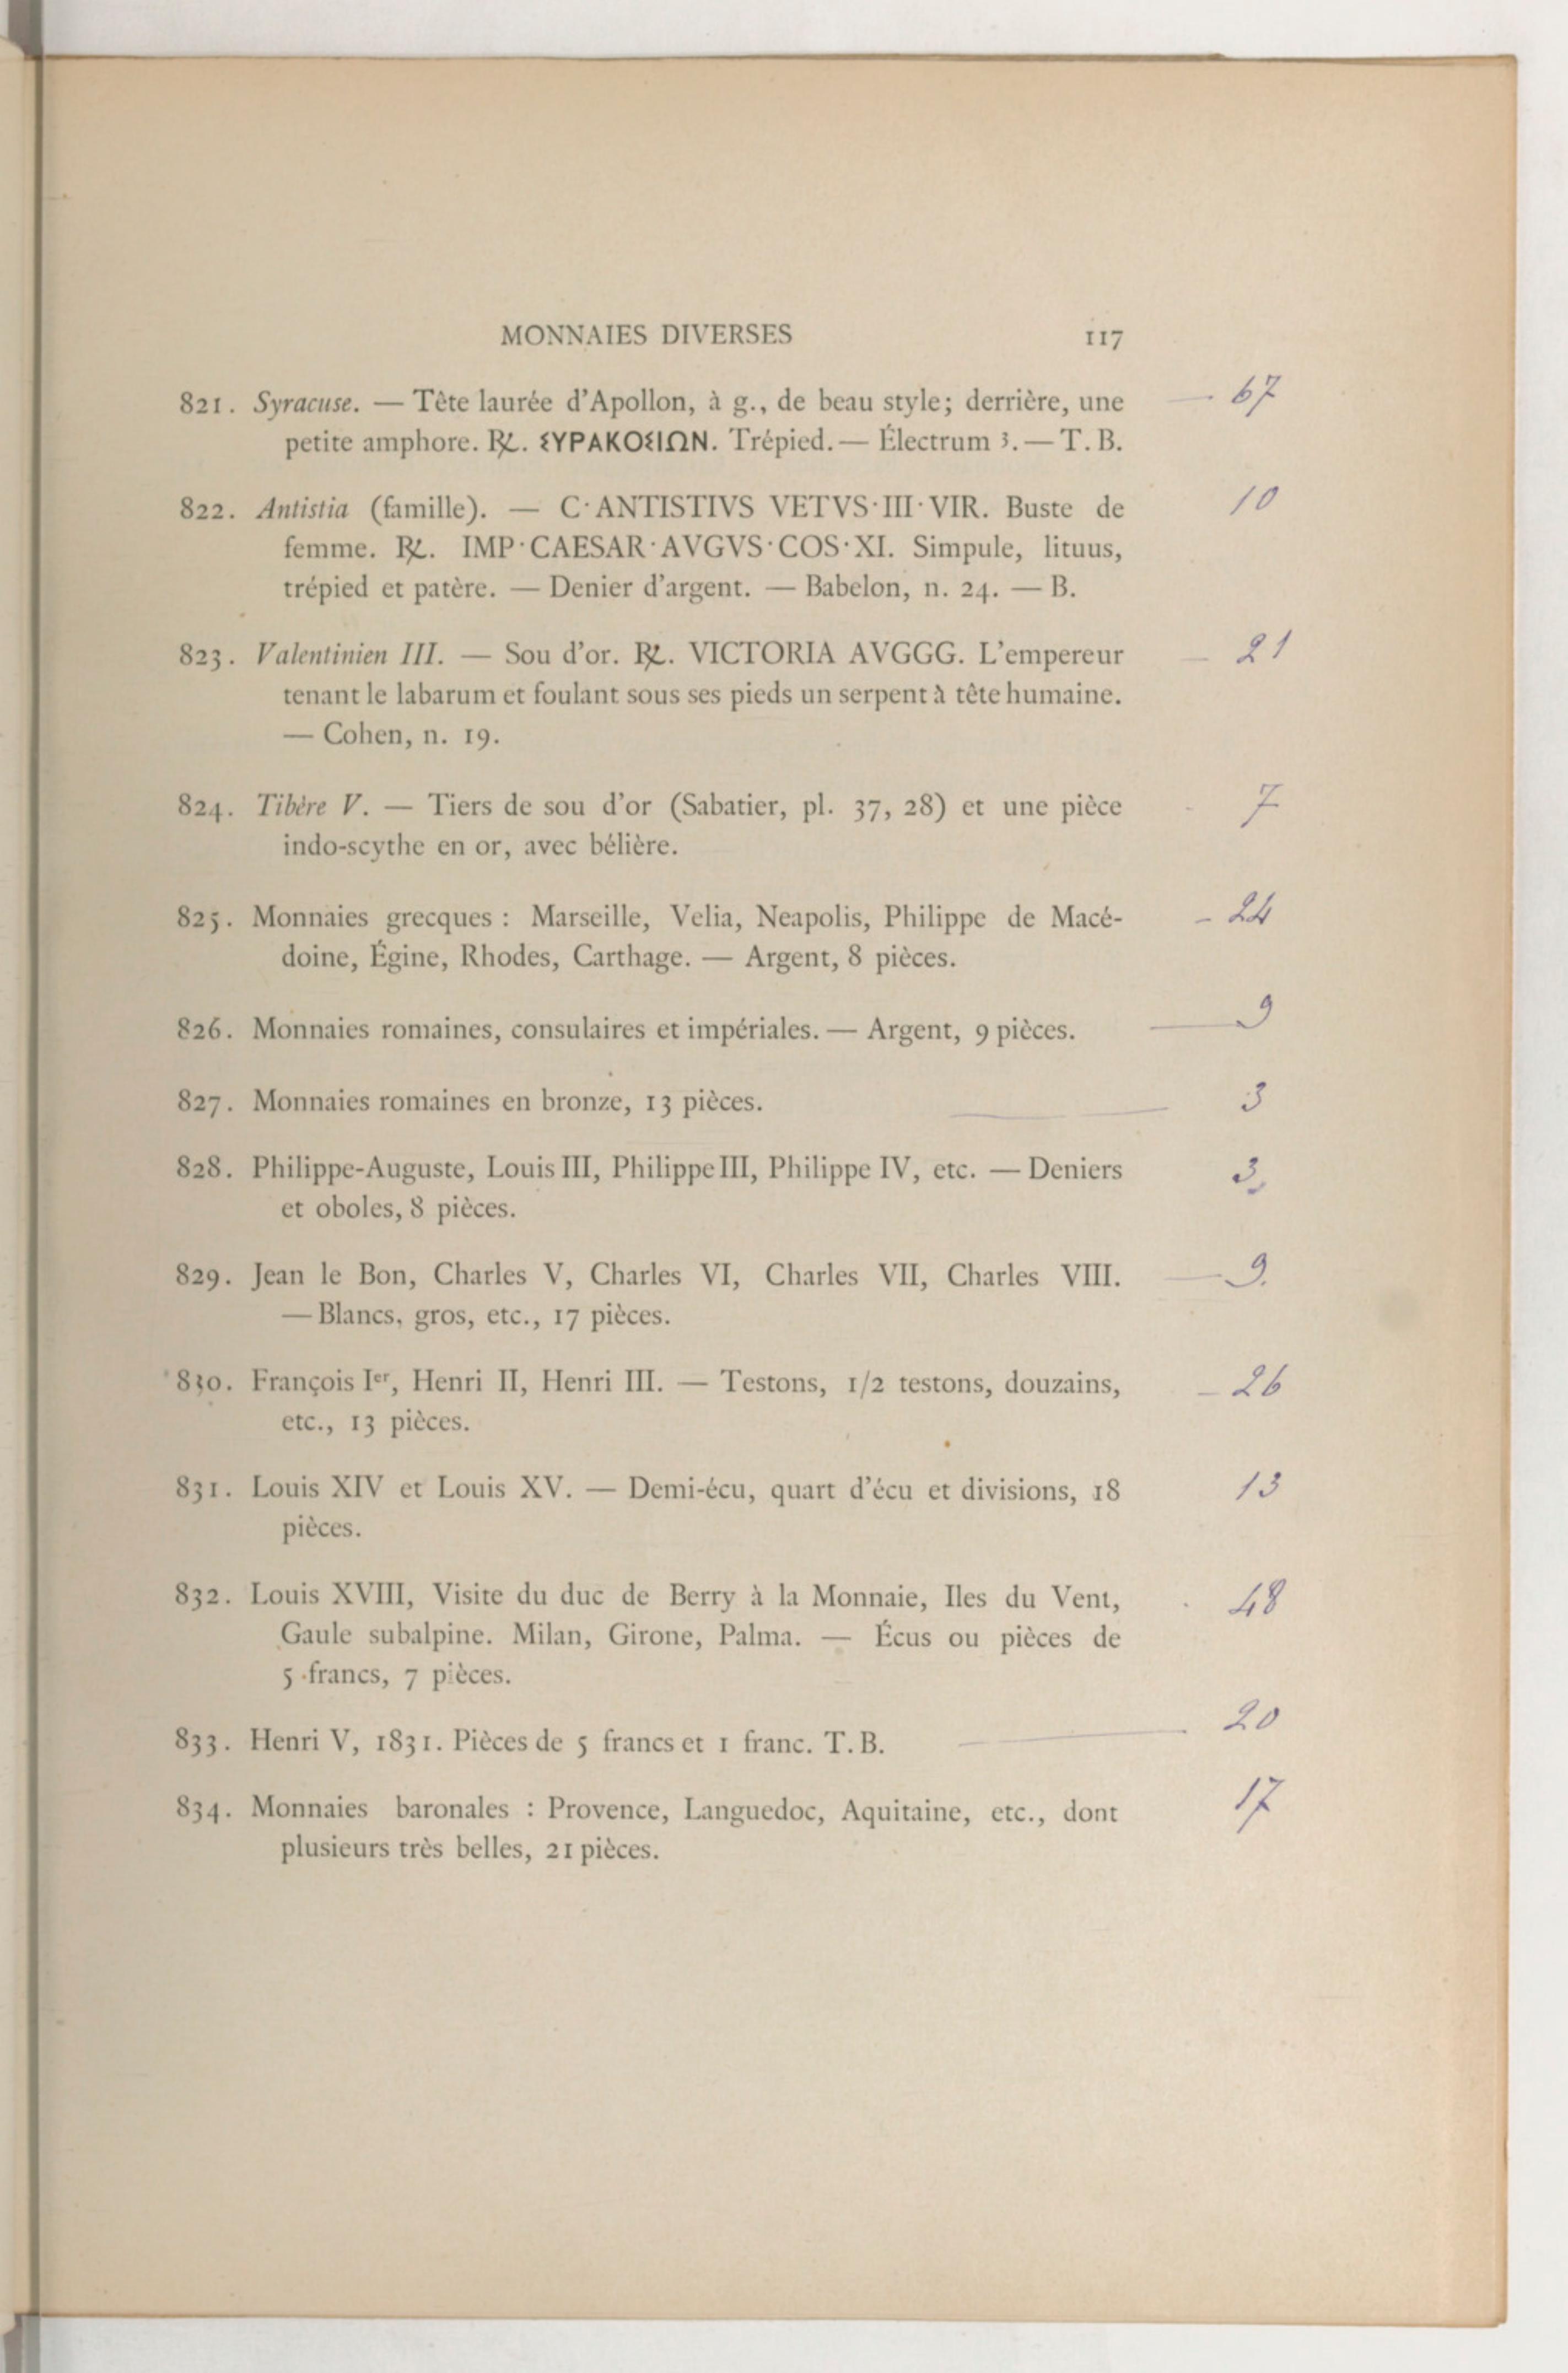 MONNAIES DIVERSES 117
821. Syracuse. — Tête laurée d'Apollon, à g., de beau style; derrière, une — 67
petite amphore. ℞. ΣΥΡΑΚΟΣΙΩΝ. Trépied. — Électrum 3. — T. B.
822. Antistia (famille). — C·ANTISTIVS VETVS·III·VIR. Buste de 10
femme. ℞. IMP·CAESAR·AVGVS·COS·XI. Simpule, lituus,
trépied et patère. — Denier d'argent. — Babelon, n. 24. — B.
823. Valentinien III. — Sou d'or. ℞. VICTORIA AVGGG. L'empereur — 21
tenant le labarum et foulant sous ses pieds un serpent à tête humaine.
— Cohen, n. 19.
824. Tibère V. — Tiers de sou d'or (Sabatier, pl. 37, 28) et une pièce - 7
indo-scythe en or, avec bélière.
825. Monnaies grecques : Marseille, Velia, Neapolis, Philippe de Macé- - 24
doine, Égine, Rhodes, Carthage. — Argent, 8 pièces.
826. Monnaies romaines, consulaires et impériales. — Argent, 9 pièces. — 9
827. Monnaies romaines en bronze, 13 pièces. — 3
828. Philippe-Auguste, Louis III, Philippe III, Philippe IV, etc. — Deniers 3,
et oboles, 8 pièces.
829. Jean le Bon, Charles V, Charles VI, Charles VII, Charles VIII. — 9.
— Blancs, gros, etc., 17 pièces.
830. François Ier, Henri II, Henri III. — Testons, 1/2 testons, douzains, - 26
etc., 13 pièces.
831. Louis XIV et Louis XV. — Demi-écu, quart d'écu et divisions, 18 13
pièces.
832. Louis XVIII, Visite du duc de Berry à la Monnaie, Iles du Vent, 48
Gaule subalpine. Milan, Girone, Palma. — Écus ou pièces de
5 francs, 7 pièces.
833. Henri V, 1831. Pièces de 5 francs et 1 franc. T. B. — 20
834. Monnaies baronales : Provence, Languedoc, Aquitaine, etc., dont 17
plusieurs très belles, 21 pièces.